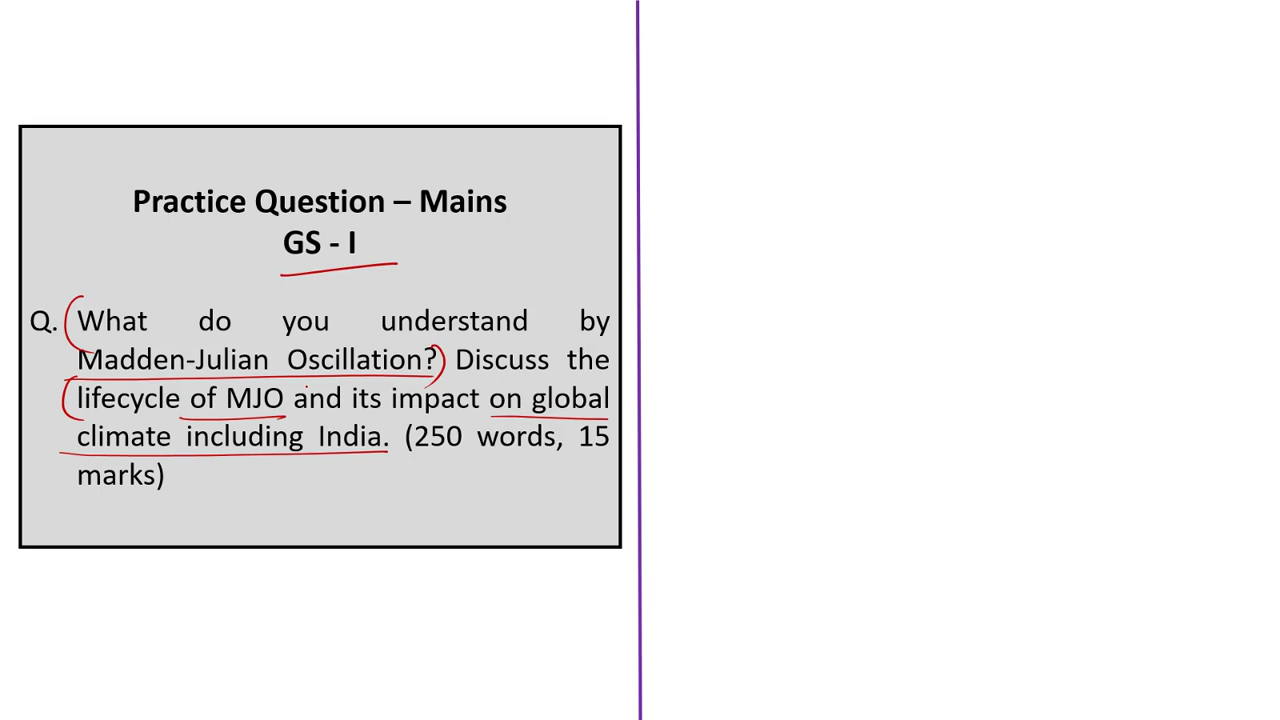 Practice Question – Mains
GS - I
Q. What do you understand by
Madden-Julian Oscillation? Discuss the
lifecycle of MJO and its impact on global
climate including India. (250 words, 15
marks)